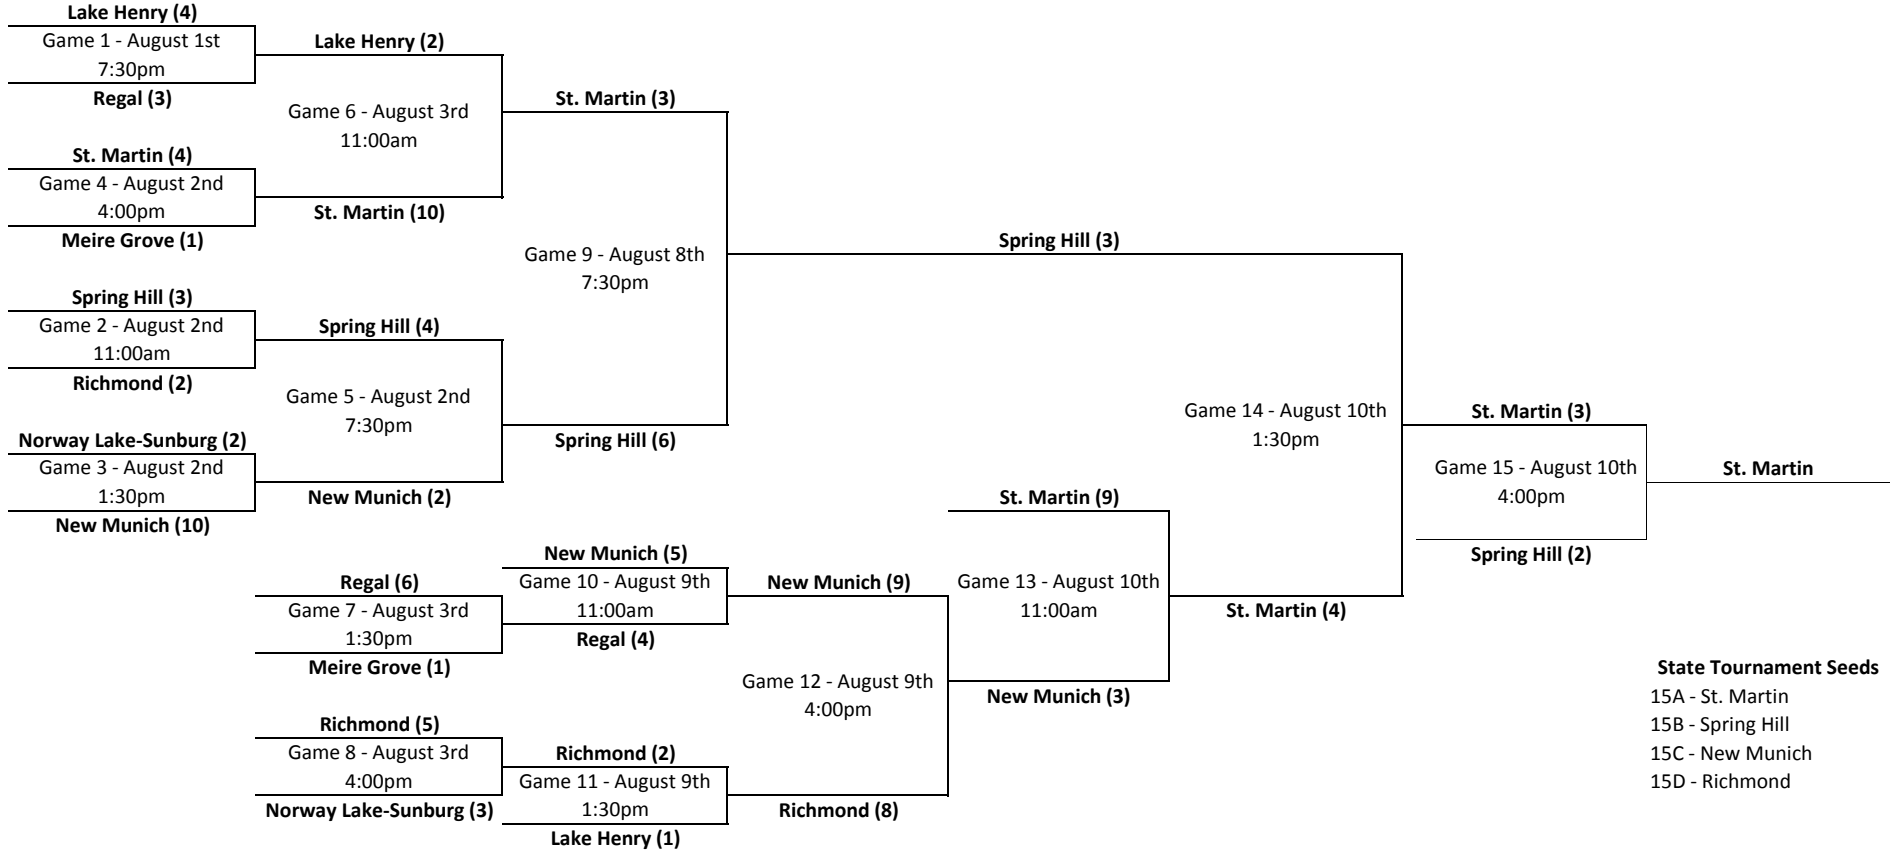 Lake Henry (4)
Game 1 - August 1st
7:30pm
Regal (3)
St. Martin (4)
Game 4 - August 2nd
4:00pm
Meire Grove (1)
Spring Hill (3)
Game 2 - August 2nd
11:00am
Richmond (2)
Norway Lake-Sunburg (2)
Game 3 - August 2nd
1:30pm
New Munich (10)
Lake Henry (2)
Game 6 - August 3rd
11:00am
St. Martin (10)
Spring Hill (4)
Game 5 - August 2nd
7:30pm
New Munich (2)
Regal (6)
Game 7 - August 3rd
1:30pm
Meire Grove (1)
Richmond (5)
Game 8 - August 3rd
4:00pm
Norway Lake-Sunburg (3)
St. Martin (3)
Game 9 - August 8th
7:30pm
Spring Hill (6)
New Munich (5)
Game 10 - August 9th
11:00am
Regal (4)
Richmond (2)
Game 11 - August 9th
1:30pm
Lake Henry (1)
New Munich (9)
Game 12 - August 9th
4:00pm
Richmond (8)
Spring Hill (3)
St. Martin (9)
Game 13 - August 10th
11:00am
New Munich (3)
Game 14 - August 10th
1:30pm
St. Martin (4)
St. Martin (3)
Game 15 - August 10th
4:00pm
Spring Hill (2)
St. Martin
State Tournament Seeds
15A - St. Martin
15B - Spring Hill
15C - New Munich
15D - Richmond